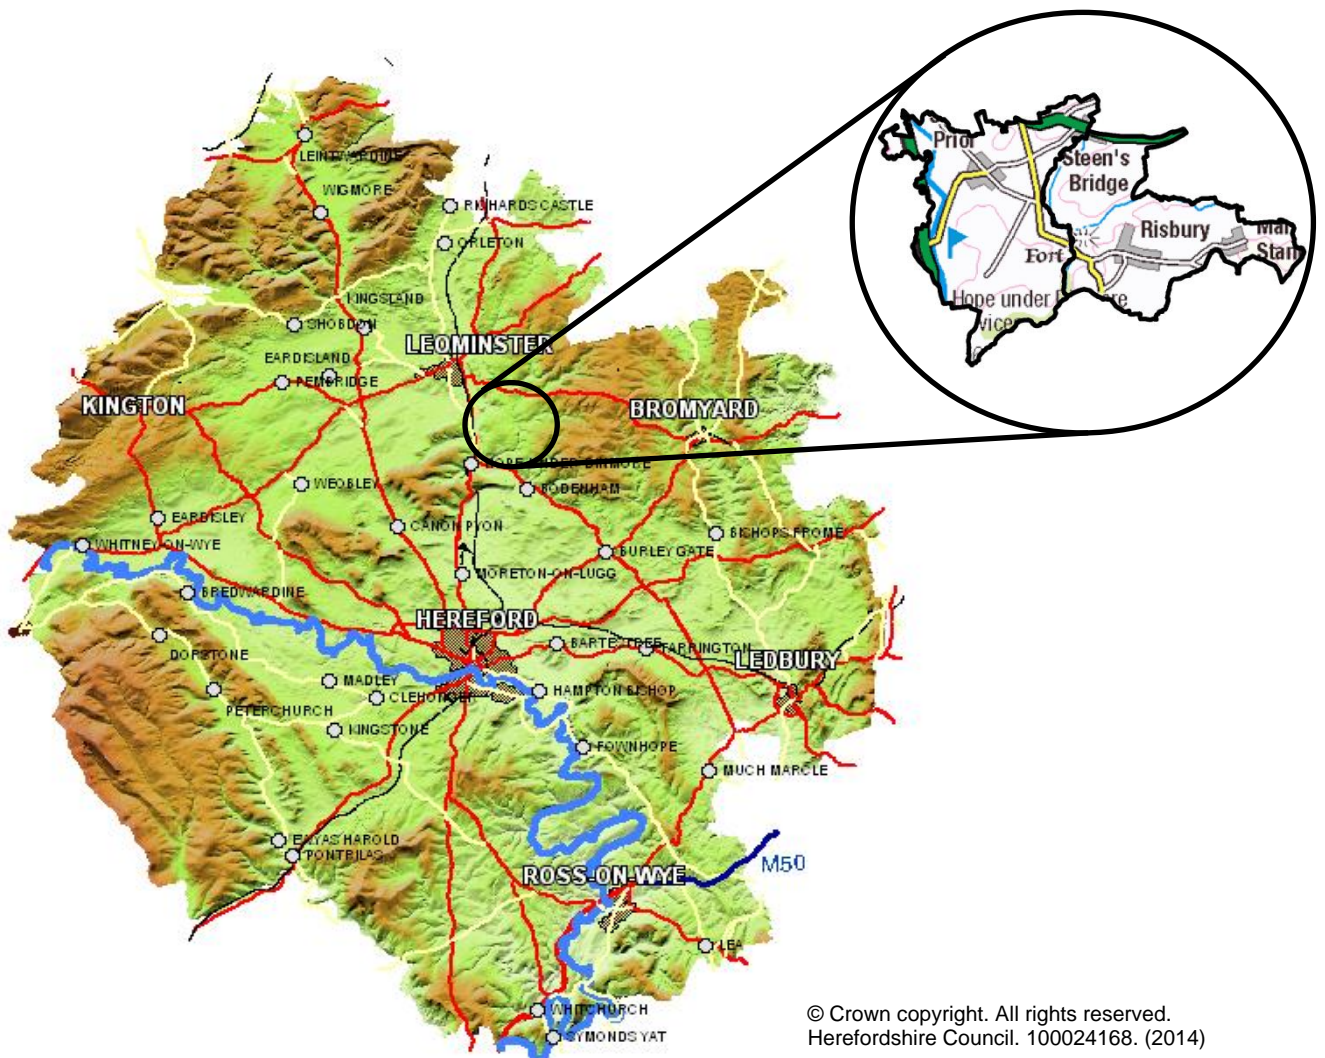 Prior
Steen's
Bridge
Risbury
Fort
Hope under
LEINTWARDINE
WIGMORE
RICHARDS CASTLE
ORLETON
KINGSLAND
SHOBDON
LEOMINSTER
EARDISLAND
PEMBRIDGE
KINGTON
BROMYARD
HOPE UNDER DINMORE
WEOBLEY
BODENHAM
EARDISLEY
CANON PYON
BISHOPS FROME
WHITNEY-ON-WYE
BURLEY GATE
MORETON-ON-LUGG
BREDWARDINE
HEREFORD
DORSTONE
BARTESTREE
TARRINGTON
LEDBURY
MADLEY
CLEHONGER
HAMPTON BISHOP
PETERCHURCH
KINGSTONE
FOWNHOPE
MUCH MARCLE
EWYAS HAROLD
PONTRILAS
M50
ROSS-ON-WYE
LEA
WHITCHURCH
SYMONDS YAT
© Crown copyright. All rights reserved.
Herefordshire Council. 100024168. (2014)